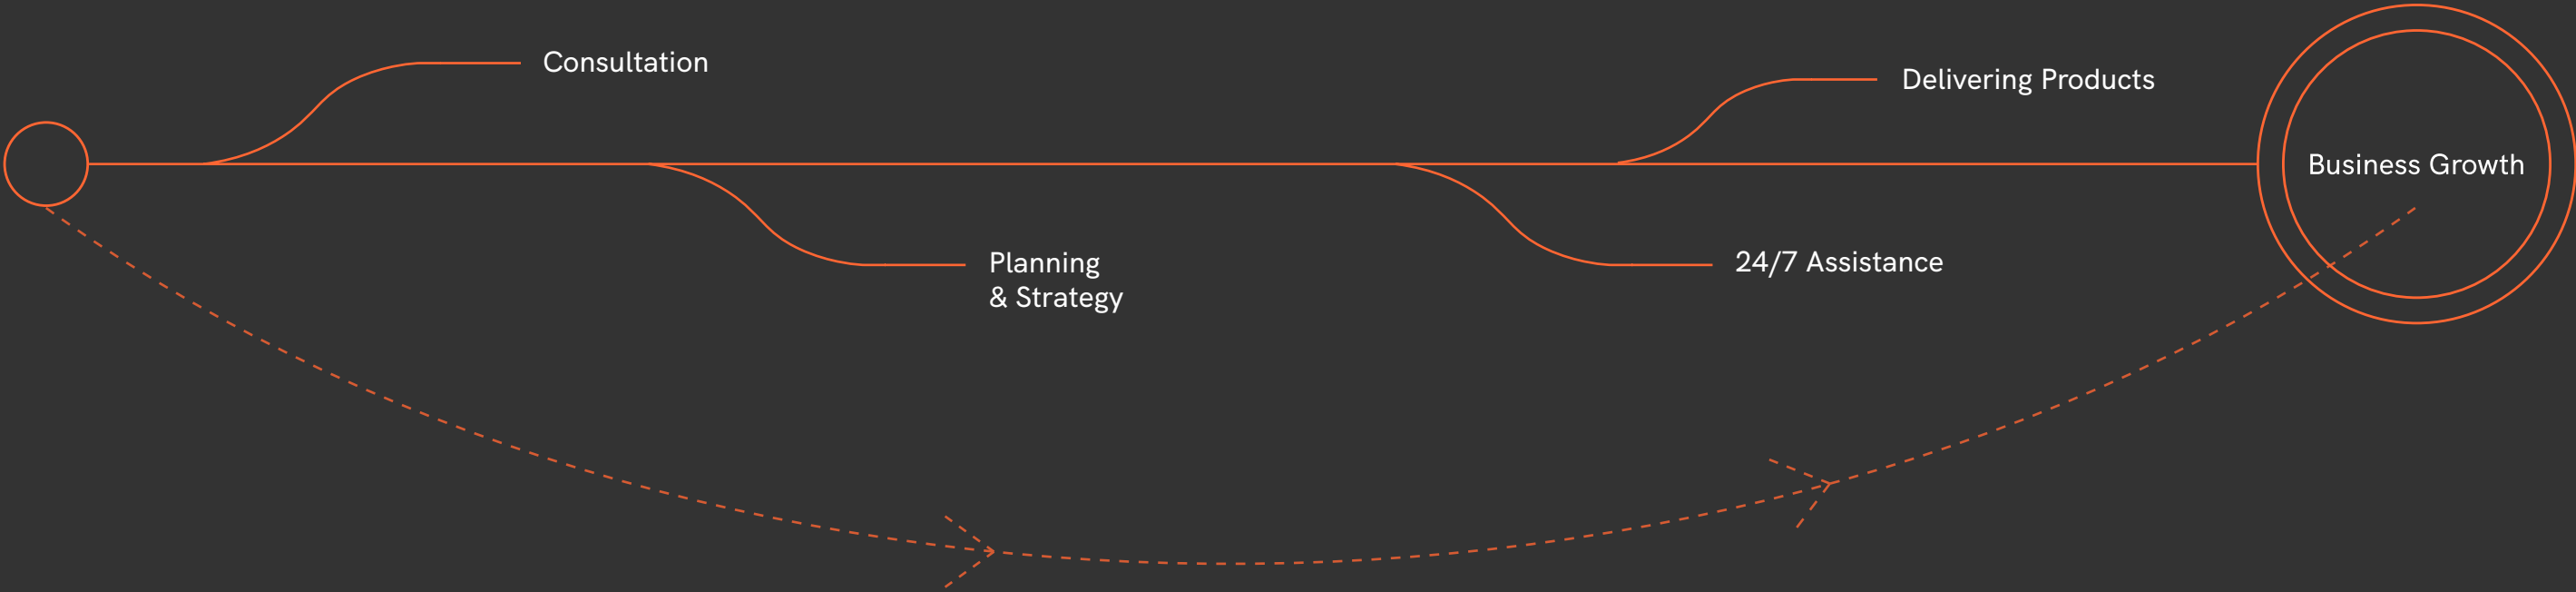 Consultation
Delivering Products
Business Growth
Planning
& Strategy
24/7 Assistance